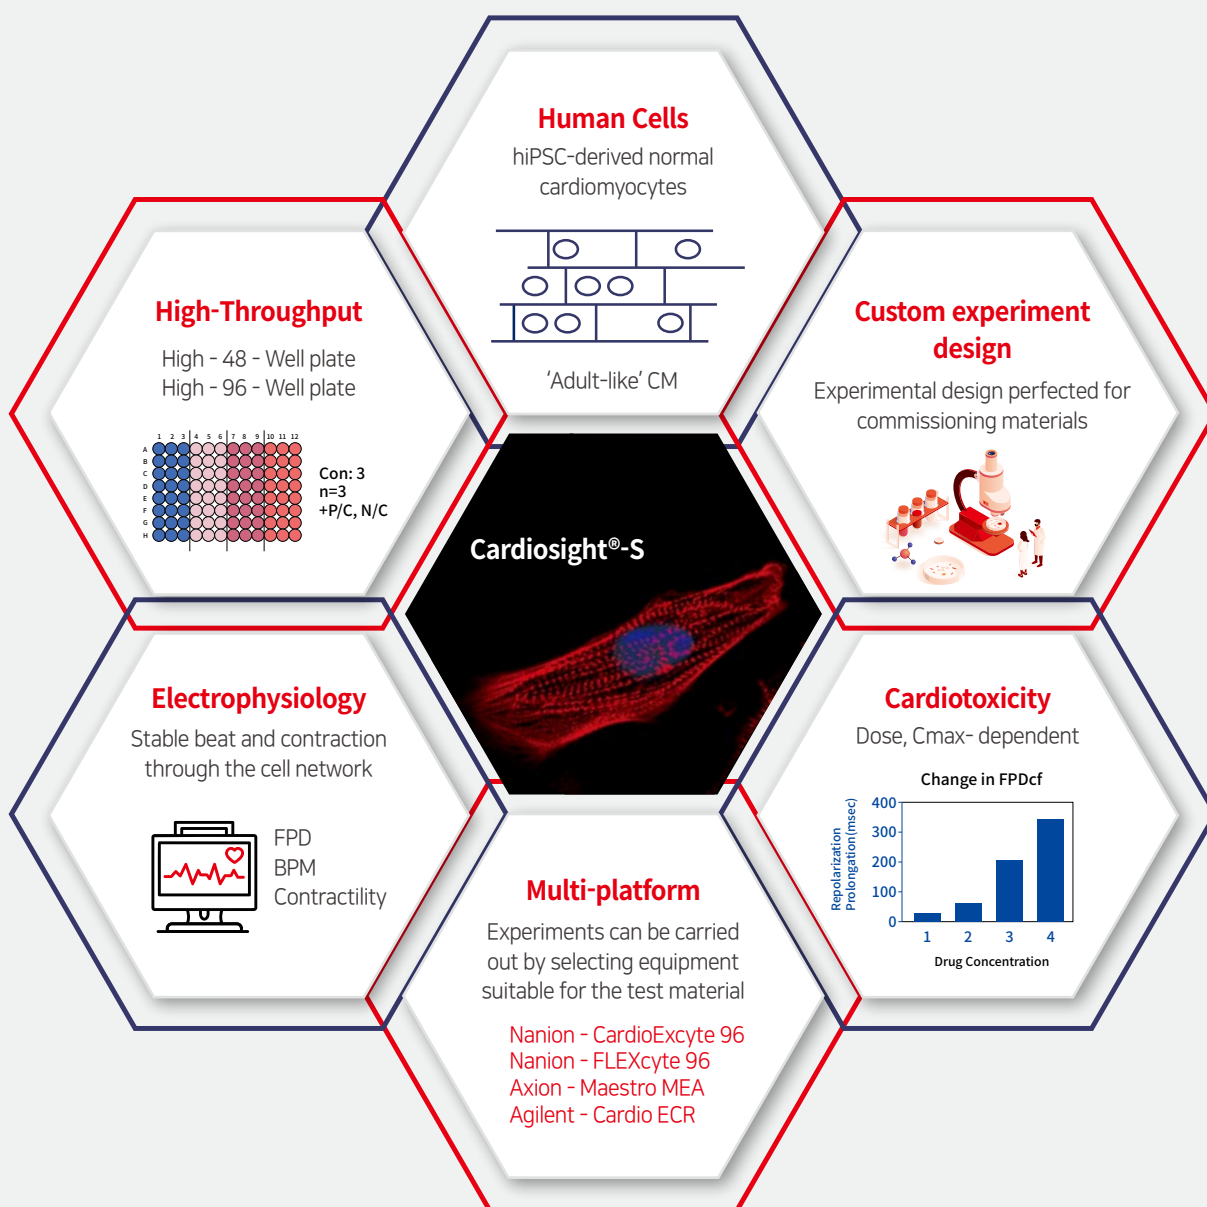 Human Cells
hiPSC-derived normal
cardiomyocytes
'Adult-like' CM
High-Throughput
High - 48 - Well plate
High - 96 - Well plate
1 2 3 4 5 6 7 8 9 10 11 12
A
B
C
D
E
F
G
H
Con: 3
n=3
+P/C, N/C
Custom experiment
design
Experimental design perfected for
commissioning materials
Cardiosight®-S
Electrophysiology
Stable beat and contraction
through the cell network
FPD
BPM
Contractility
Cardiotoxicity
Dose, Cmax- dependent
Change in FPDcf
Repolarization
Prolongation(msec)
400
300
200
100
0
1 2 3 4
Drug Concentration
Multi-platform
Experiments can be carried
out by selecting equipment
suitable for the test material
Nanion - CardioExcyte 96
Nanion - FLEXcyte 96
Axion - Maestro MEA
Agilent - Cardio ECR